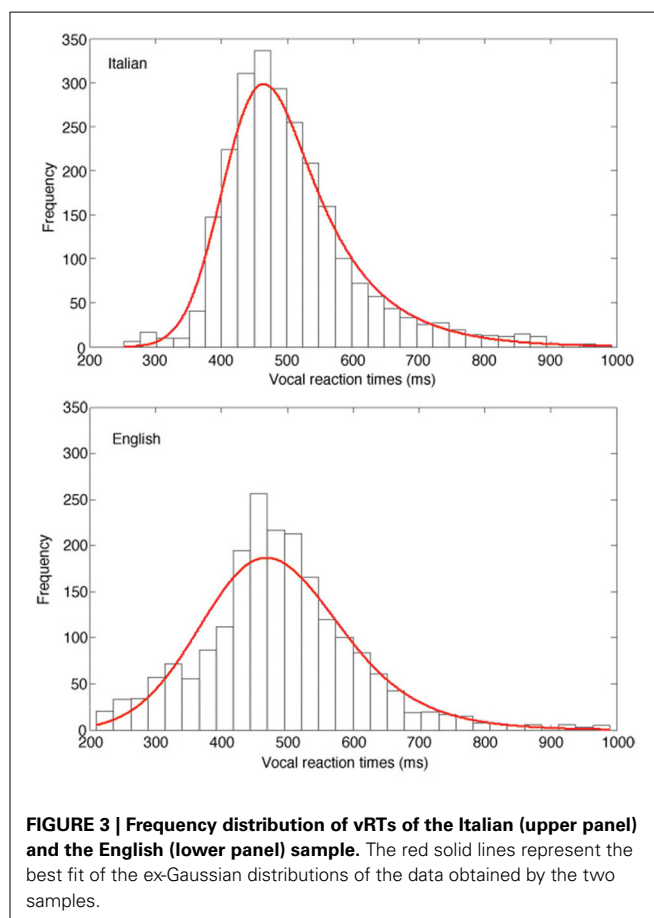 350
300
250
200
150
100
50
0
Frequency
Italian
200 300 400 500 600 700 800 900 1000
Vocal reaction times (ms)
350
300
250
200
150
100
50
0
Frequency
English
200 300 400 500 600 700 800 900 1000
Vocal reaction times (ms)
FIGURE 3 | Frequency distribution of vRTs of the Italian (upper panel)
and the English (lower panel) sample. The red solid lines represent the
best fit of the ex-Gaussian distributions of the data obtained by the two
samples.